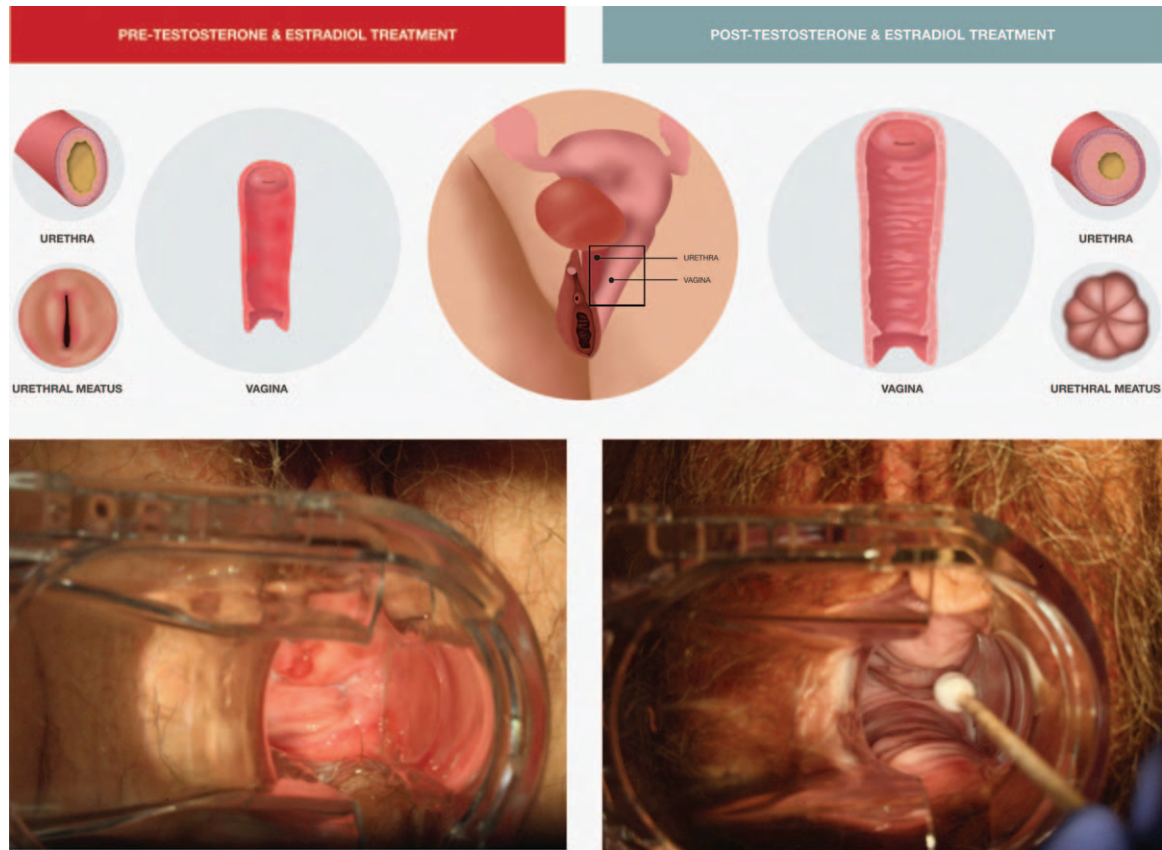 PRE-TESTOSTERONE & ESTRADIOL TREATMENT
POST-TESTOSTERONE & ESTRADIOL TREATMENT
URETHRA
URETHRAL MEATUS
VAGINA
URETHRA
VAGINA
VAGINA
URETHRA
URETHRAL MEATUS